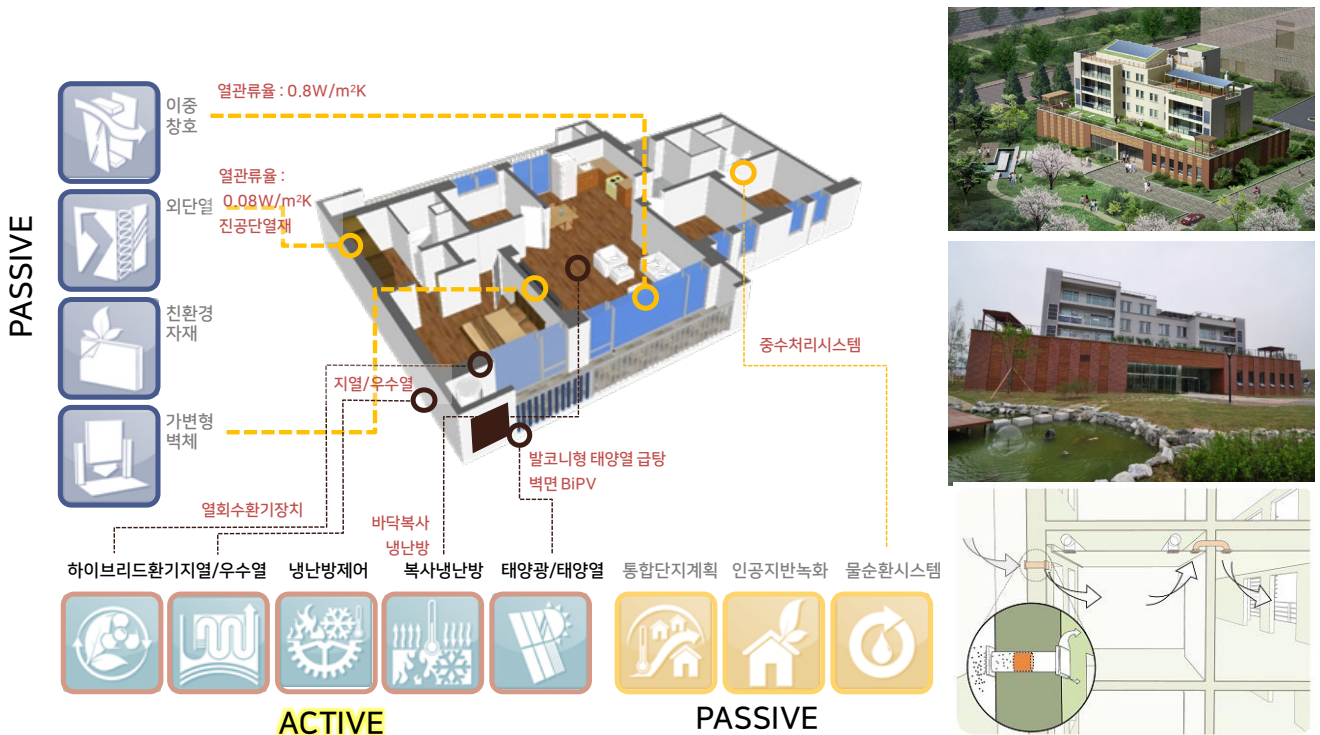 열관류율 : 0.8W/m²K
이중
창호
열관류율 :
0.08W/m²K
진공단열재
외단열
PASSIVE
친환경
자재
가변형
벽체
중수처리시스템
지열/우수열
발코니형 태양열 급탕
벽면 BiPV
열회수환기장치
바닥복사
냉난방
하이브리드환기
지열/우수열
냉난방제어
복사냉난방
태양광/태양열
통합단지계획
인공지반녹화
물순환시스템
ACTIVE
PASSIVE